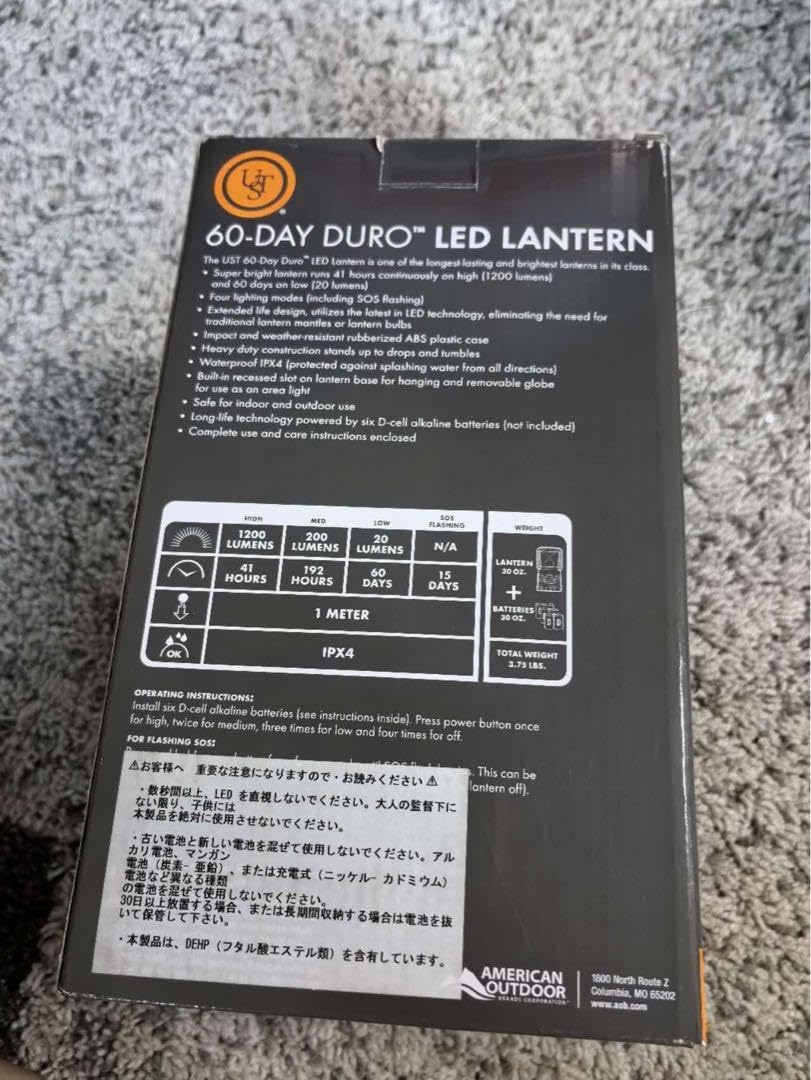 UST
60-DAY DURO™ LED LANTERN
The UST 60-Day Duro™ LED Lantern is one of the longest-lasting and brightest lanterns in its class.
• Super bright lantern runs 41 hours continuously on high (1200 lumens)
and 60 days on low (20 lumens)
• Four lighting modes (including SOS flashing)
• Extended life design, utilizes the latest in LED technology, eliminating the need for
traditional lantern mantles or lantern bulbs
• Impact and weather-resistant rubberized ABS plastic case
• Heavy duty construction stands up to drops and tumbles
• Waterproof IPX4 (protected against splashing water from all directions)
• Built-in recessed slot on lantern base for hanging and removable globe
for use as an area light
• Safe for indoor and outdoor use
• Long-life technology powered by six D-cell alkaline batteries (not included)
• Complete use and care instructions enclosed
HIGH MED LOW SOS FLASHING
1200 LUMENS 200 LUMENS 20 LUMENS N/A
41 HOURS 192 HOURS 60 DAYS 15 DAYS
1 METER
OK IPX4
WEIGHT
LANTERN
30 OZ.
+
BATTERIES
30 OZ.
TOTAL WEIGHT
3.75 LBS.
OPERATING INSTRUCTIONS:
Install six D-cell alkaline batteries (see instructions inside). Press power button once
for high, twice for medium, three times for low and four times for off.
FOR FLASHING SOS:
This can be
lantern off).
⚠お客様へ 重要な注意になりますので・お読みください⚠
・数秒間以上、LED を直視しないでください。大人の監督下に
ない限り、子供には
本製品を絶対に使用させないでください。
・古い電池と新しい電池を混ぜて使用しないでください。アル
カリ電池、マンガン
電池（炭素- 亜鉛）、または充電式（ニッケル- カドミウム）
電池など異なる種類
の電池を混ぜて使用しないでください。
30日以上放置する場合、または長期間収納する場合は電池を抜
いて保管して下さい。
・本製品は、DEHP（フタル酸エステル類）を含有しています。
AMERICAN
OUTDOOR
BRANDS CORPORATION
1800 North Route Z
Columbia, MO 65202
www.aob.com